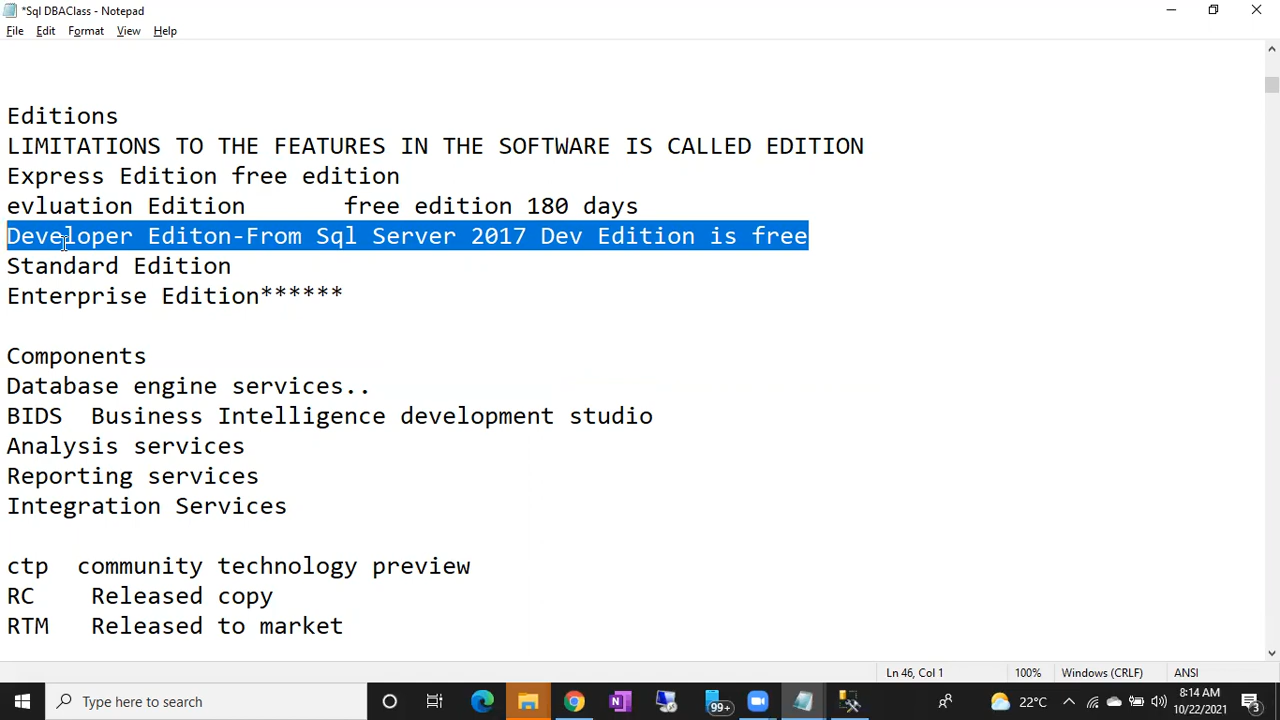 *Sql DBAClass - Notepad
File Edit Format View Help
Editions
LIMITATIONS TO THE FEATURES IN THE SOFTWARE IS CALLED EDITION
Express Edition free edition
evluation Edition free edition 180 days
Developer Editon-From Sql Server 2017 Dev Edition is free
Standard Edition
Enterprise Edition******
Components
Database engine services..
BIDS Business Intelligence development studio
Analysis services
Reporting services
Integration Services
ctp community technology preview
RC Released copy
RTM Released to market
Ln 46, Col 1 100% Windows (CRLF) ANSI
Type here to search 99+ 22°C 8:14 AM
10/22/2021 3